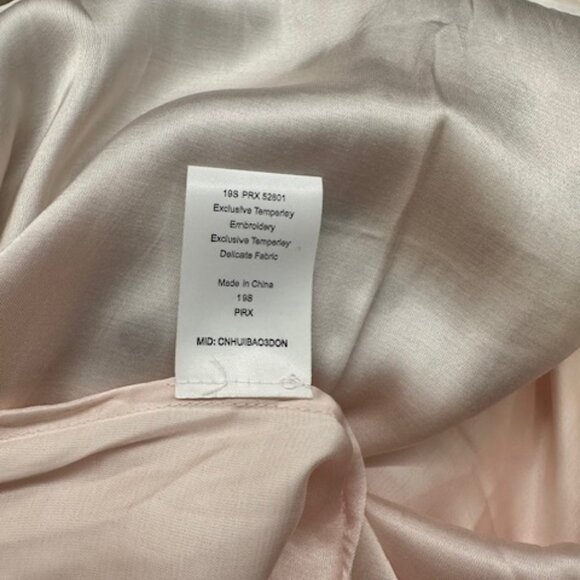 19S PRX 52801
Exclusive Temperley
Embroidery
Exclusive Temperley
Delicate Fabric
Made in China
19S
PRX
MID: CNHUIBAO3DON